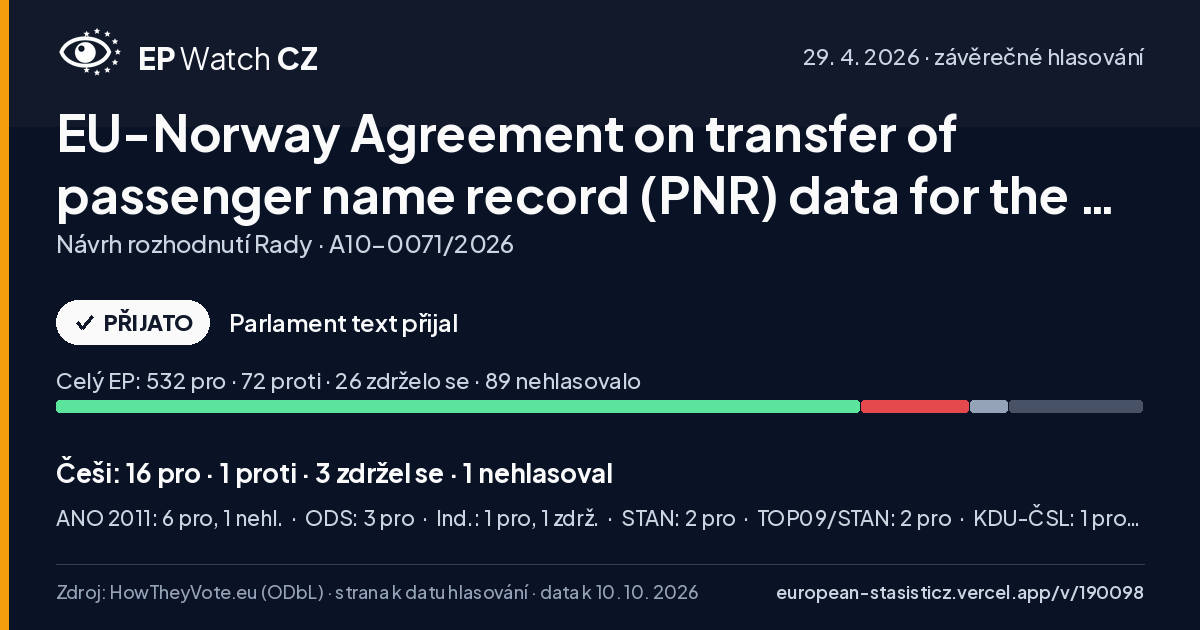 EP Watch CZ
29. 4. 2026 · závěrečné hlasování
EU-Norway Agreement on transfer of
passenger name record (PNR) data for the …
Návrh rozhodnutí Rady · A10-0071/2026
✓ PŘIJATO
Parlament text přijal
Celý EP: 532 pro · 72 proti · 26 zdrželo se · 89 nehlasovalo
Češi: 16 pro · 1 proti · 3 zdržel se · 1 nehlasoval
ANO 2011: 6 pro, 1 nehl. · ODS: 3 pro · Ind.: 1 pro, 1 zdrž. · STAN: 2 pro · TOP09/STAN: 2 pro · KDU-ČSL: 1 pro…
Zdroj: HowTheyVote.eu (ODbL) · strana k datu hlasování · data k 10. 10. 2026
european-stasisticz.vercel.app/v/190098